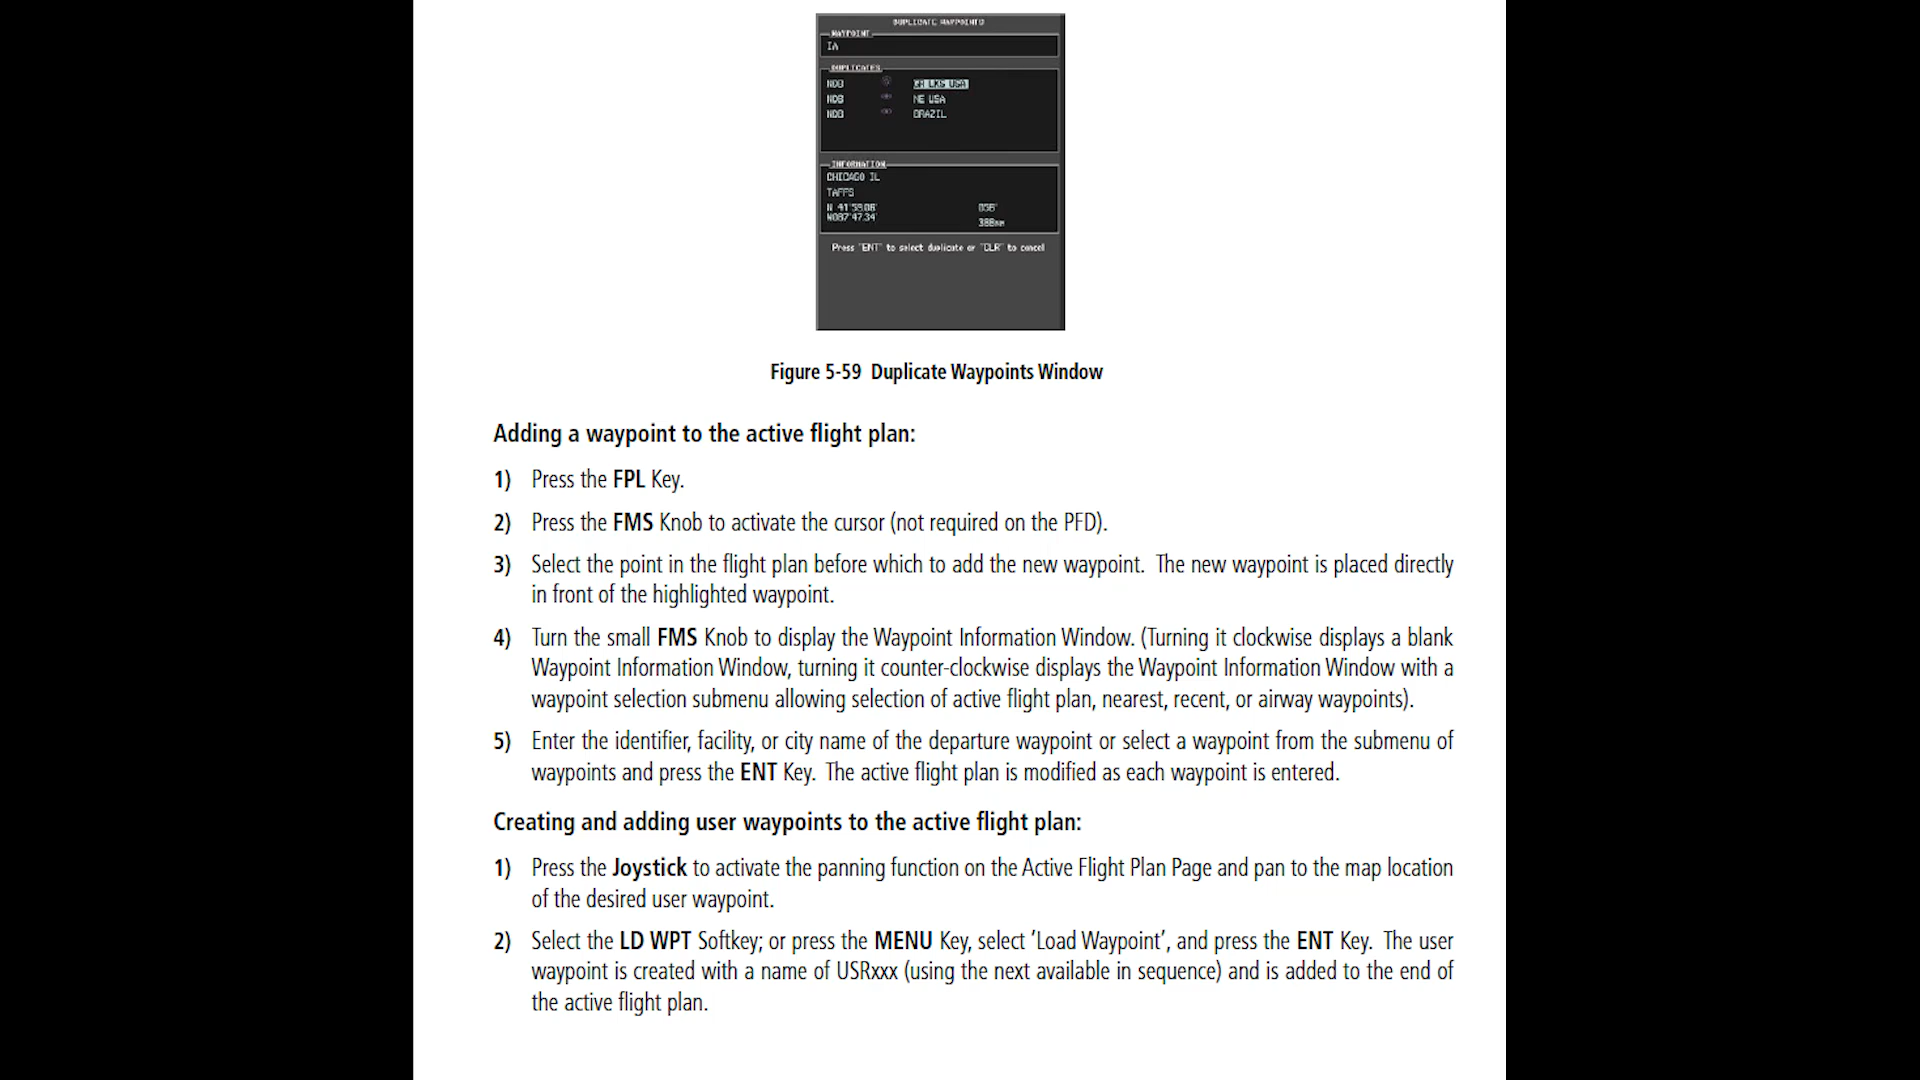 DUPLICATE WAYPOINTS
WAYPOINT
IA
DUPLICATES
NDB GR LKS USA
NDB NE USA
NDB BRAZIL
INFORMATION
CHICAGO IL
TAFFS
N 41°59.06' 056°
W087°47.34' 388NM
Press "ENT" to select duplicate or "CLR" to cancel
Figure 5-59 Duplicate Waypoints Window
Adding a waypoint to the active flight plan:
1) Press the FPL Key.
2) Press the FMS Knob to activate the cursor (not required on the PFD).
3) Select the point in the flight plan before which to add the new waypoint. The new waypoint is placed directly
in front of the highlighted waypoint.
4) Turn the small FMS Knob to display the Waypoint Information Window. (Turning it clockwise displays a blank
Waypoint Information Window, turning it counter-clockwise displays the Waypoint Information Window with a
waypoint selection submenu allowing selection of active flight plan, nearest, recent, or airway waypoints).
5) Enter the identifier, facility, or city name of the departure waypoint or select a waypoint from the submenu of
waypoints and press the ENT Key. The active flight plan is modified as each waypoint is entered.
Creating and adding user waypoints to the active flight plan:
1) Press the Joystick to activate the panning function on the Active Flight Plan Page and pan to the map location
of the desired user waypoint.
2) Select the LD WPT Softkey; or press the MENU Key, select ‘Load Waypoint’, and press the ENT Key. The user
waypoint is created with a name of USRxxx (using the next available in sequence) and is added to the end of
the active flight plan.